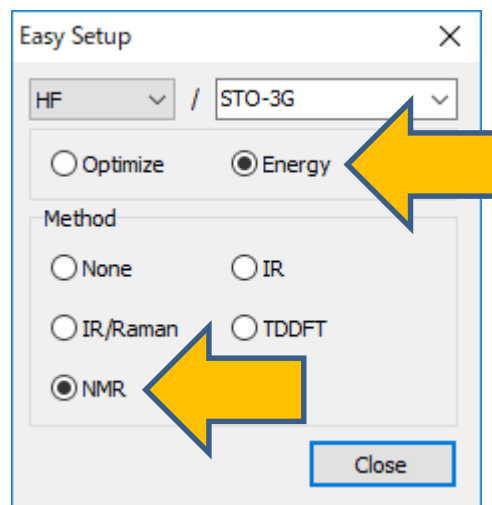 Easy Setup
HF / STO-3G
Optimize Energy
Method
None IR
IR/Raman TDDFT
NMR
Close